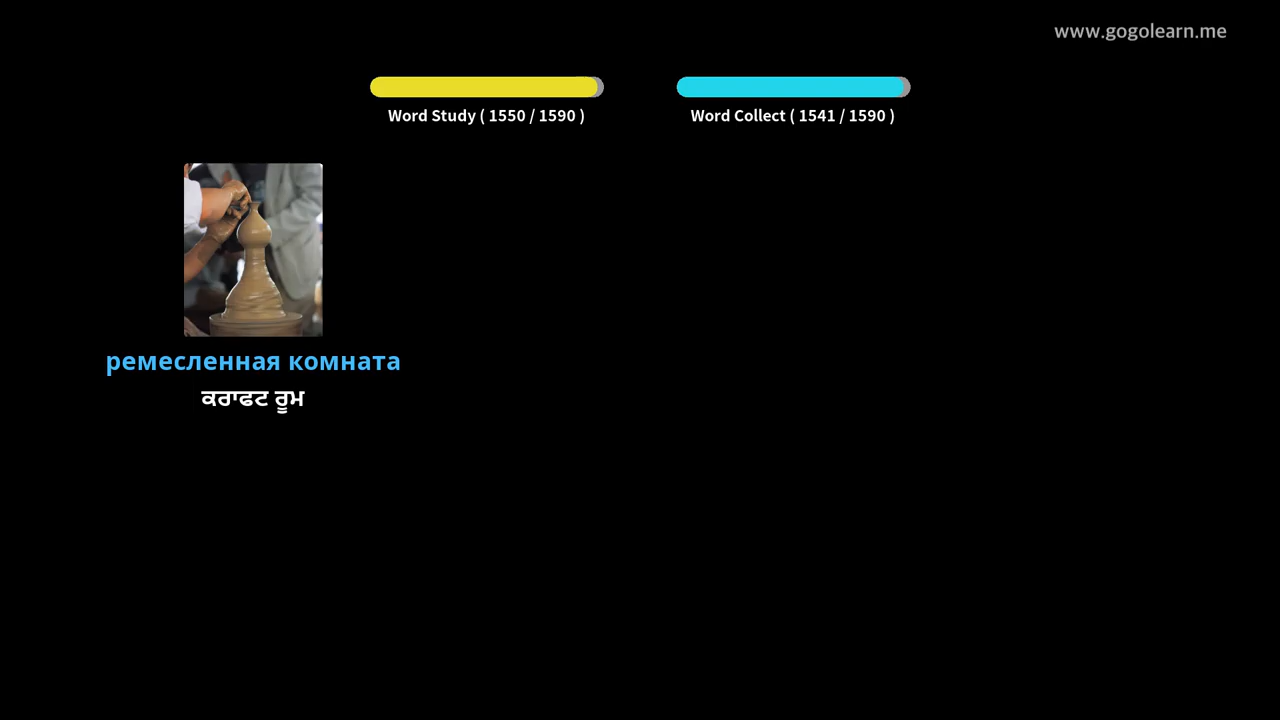 www.gogolearn.me
Word Study ( 1550 / 1590 )
Word Collect ( 1541 / 1590 )
ремесленная комната
ਕਰਾਫਟ ਰੂਮ